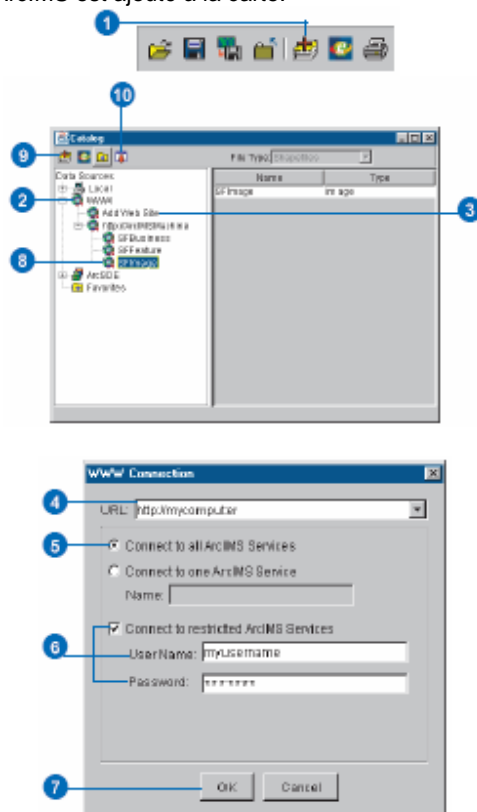 ArcIMS est ajouté à la carte.
1
10
Catalog
9
File Type: Shapefiles
Data Sources
Name Type
Local
SFImage image
2 WWW
Add Web Site 3
http://ArcIMSMachine
SFBusiness
SFFeature
8 SFImage
ArcSDE
Favorites
WWW Connection
4
URL: http://mycomputer
5 Connect to all ArcIMS Services
Connect to one ArcIMS Service
Name:
Connect to restricted ArcIMS Services
6 User Name: myusername
Password: *******
7 OK Cancel